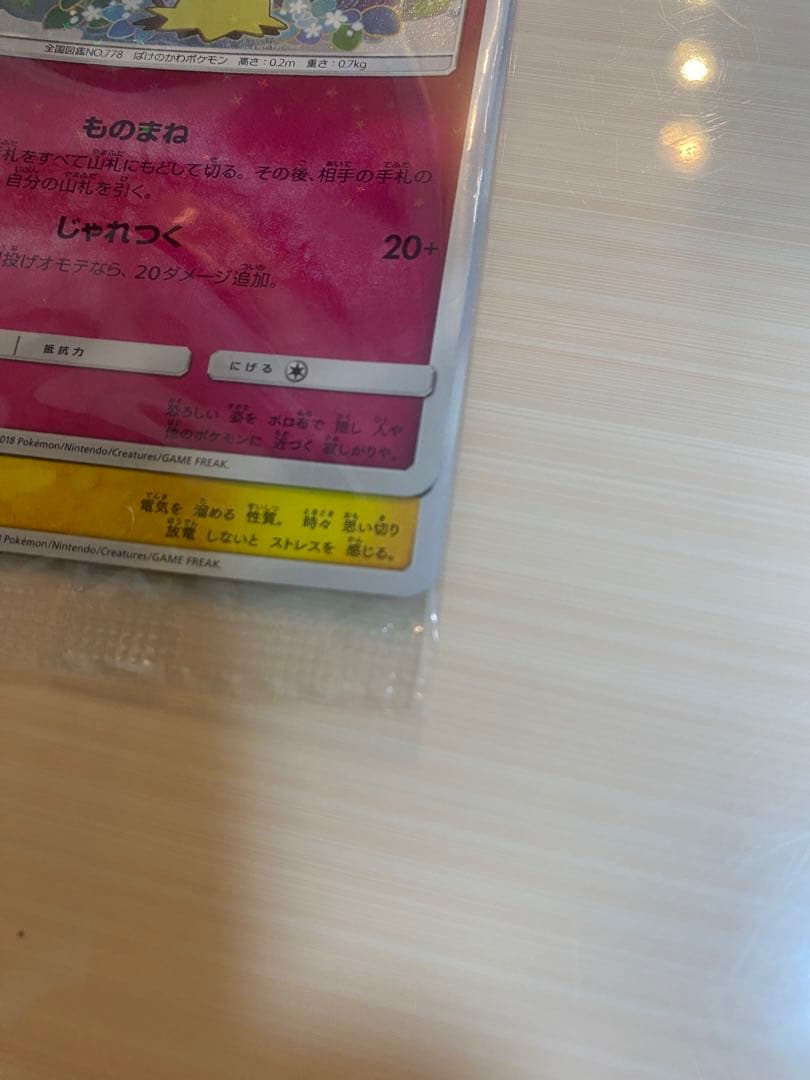 全国図鑑NO.778 ばけのかわポケモン 高さ:0.2m 重さ:0.7kg
ものまね
札をすべて山札にもどして切る。その後、相手の手札の
自分の山札を引く。
じゃれつく 20+
投げオモテなら、20ダメージ追加。
抵抗力 にげる
恐ろしい 姿を ボロ布で 隠し 人や
他のポケモンに 近づく 寂しがりや。
018 Pokémon/Nintendo/Creatures/GAME FREAK.
電気を 溜める 性質。 時々 思い切り
放電 しないと ストレスを 感じる。
Pokémon/Nintendo/Creatures/GAME FREAK.